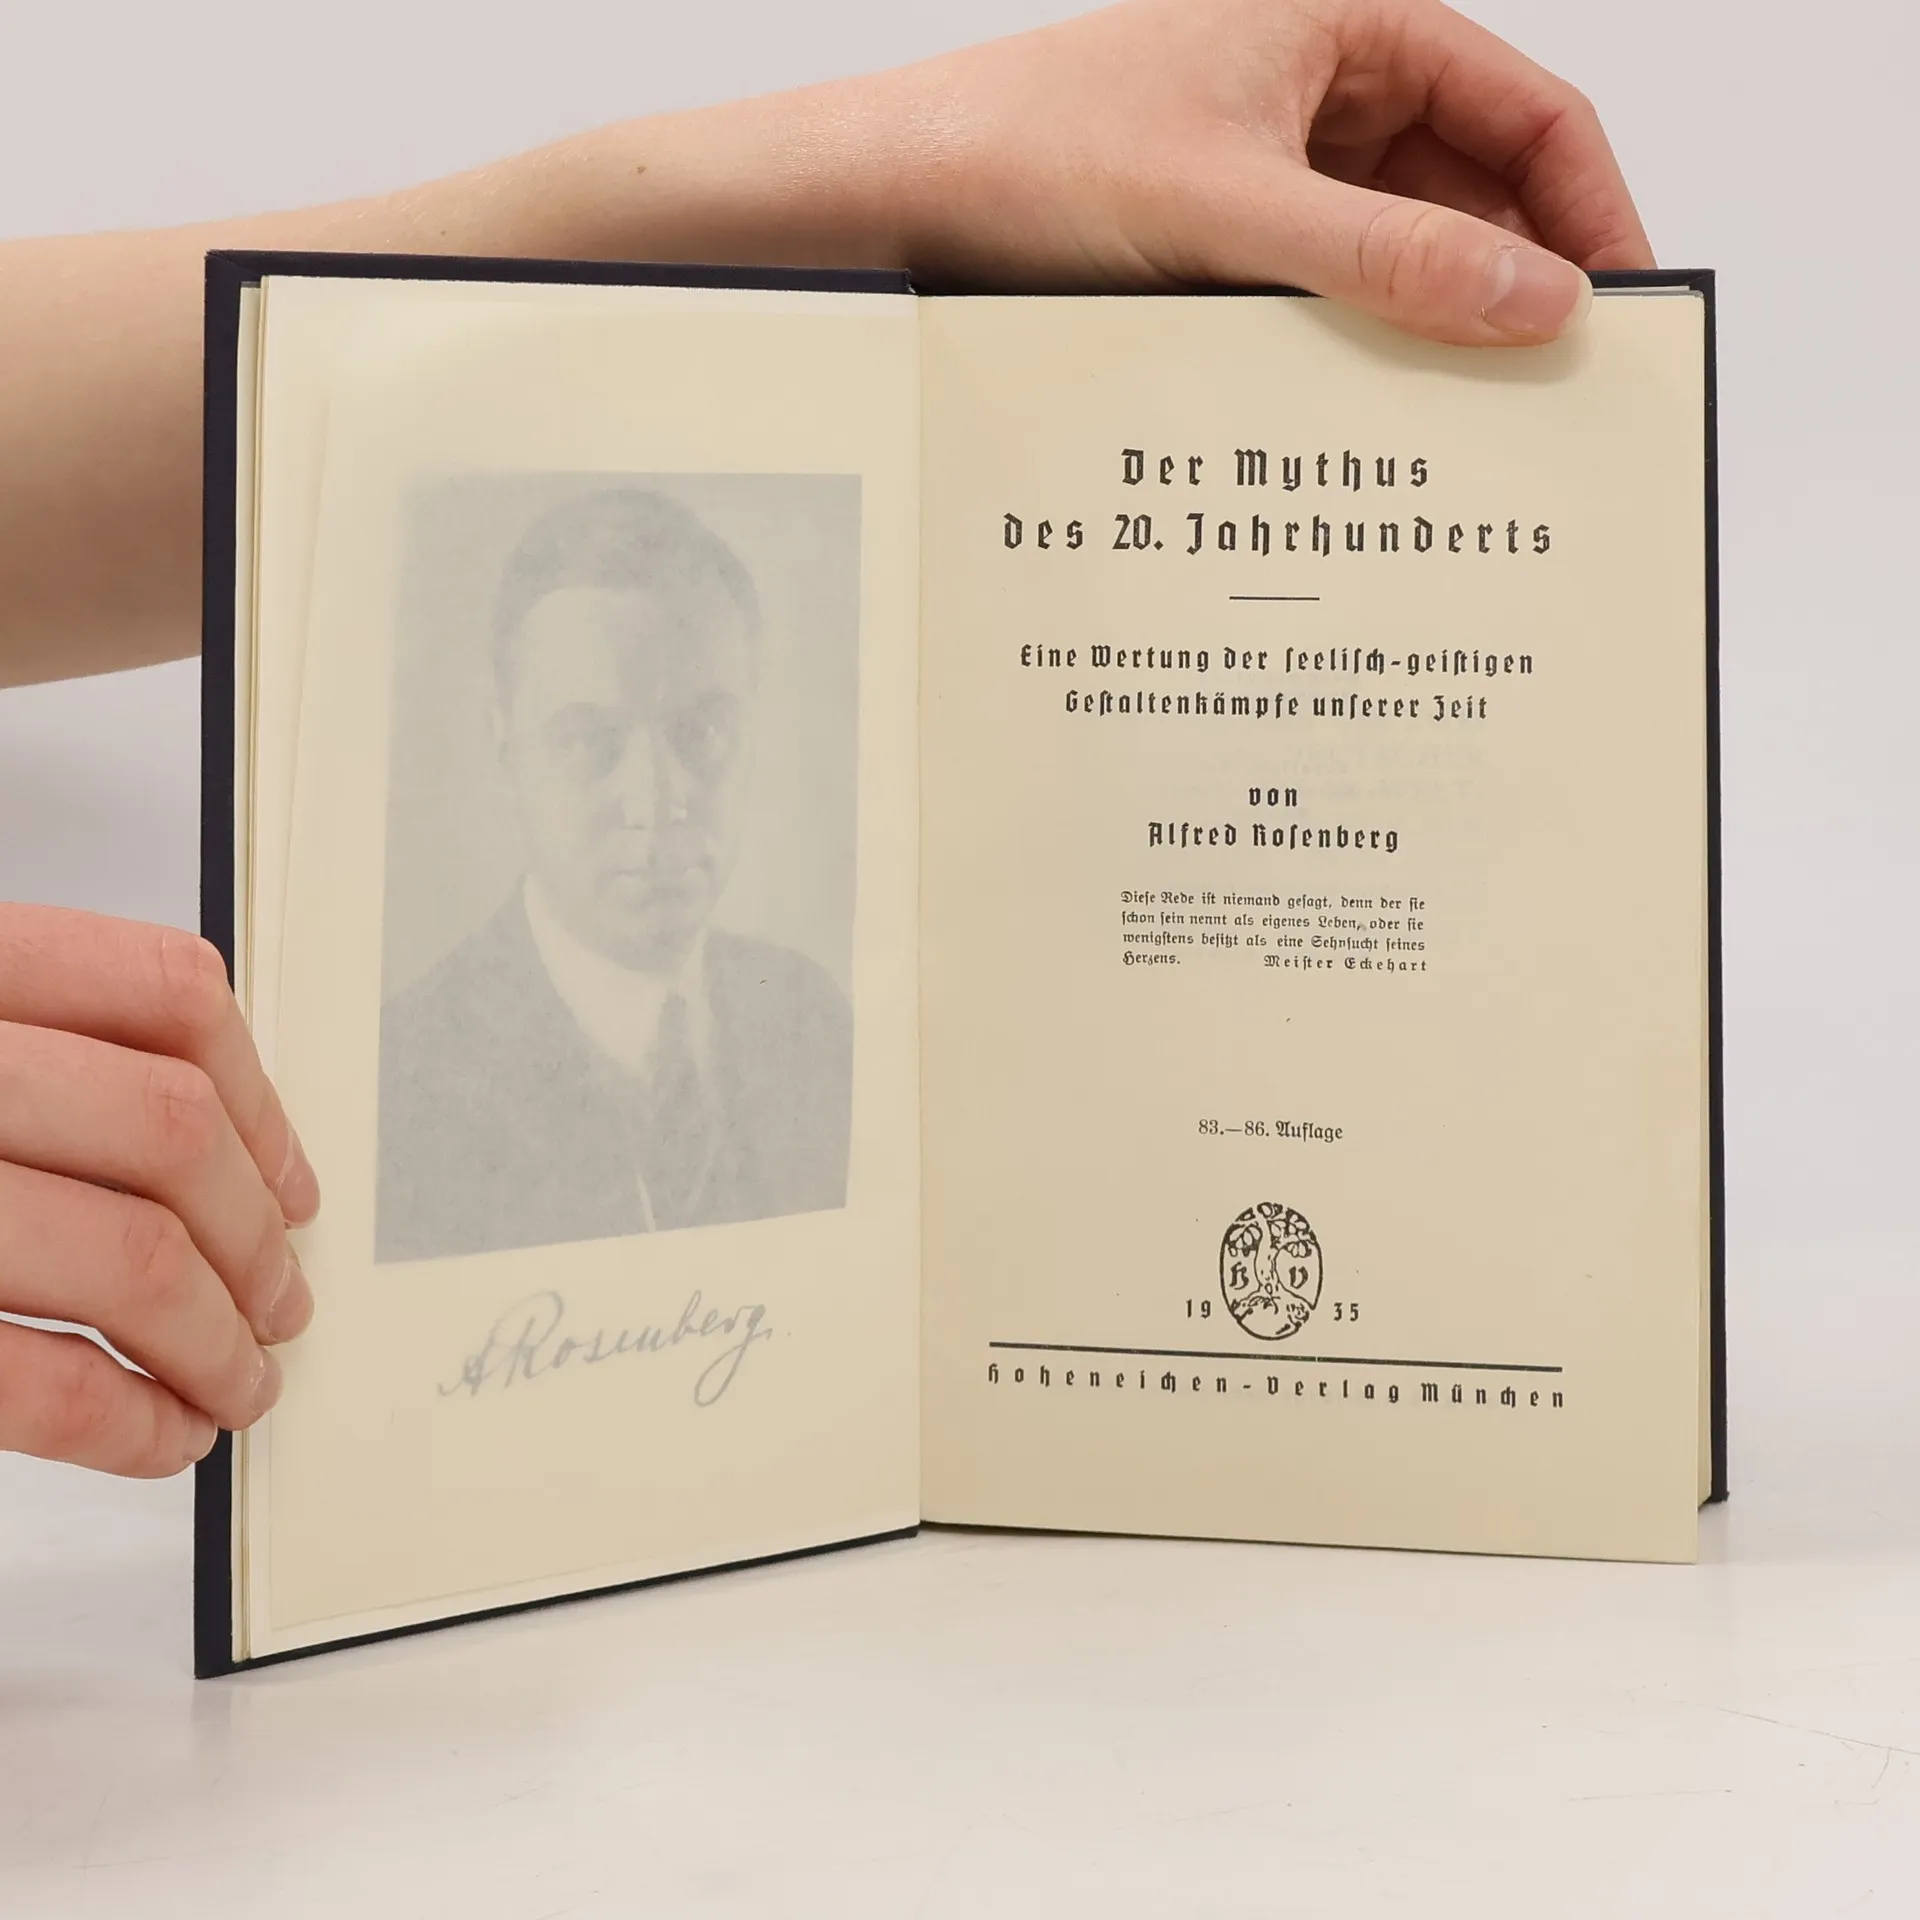 A Rosenberg.
Der Mythus
des 20. Jahrhunderts
Eine Wertung der ſeeliſch-geiſtigen
Geſtaltenkämpfe unſerer Zeit
von
Alfred Roſenberg
Dieſe Rede iſt niemand geſagt, denn der ſie
ſchon ſein nennt als eigenes Leben, oder ſie
wenigſtens beſitzt als eine Sehnſucht ſeines
Herzens. Meiſter Eckehart
83.—86. Auflage
H V
19 35
Hoheneichen-Verlag München